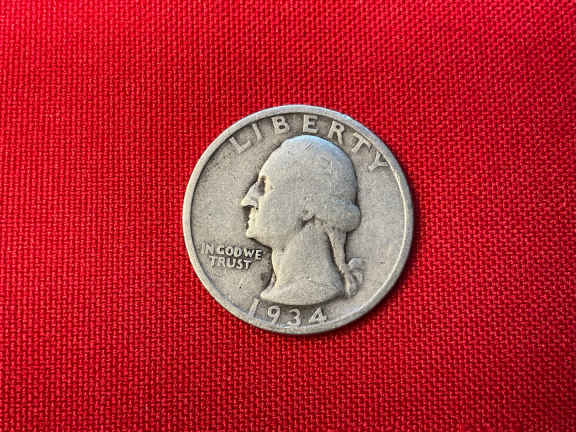 LIBERTY
IN GOD WE
TRUST
1934